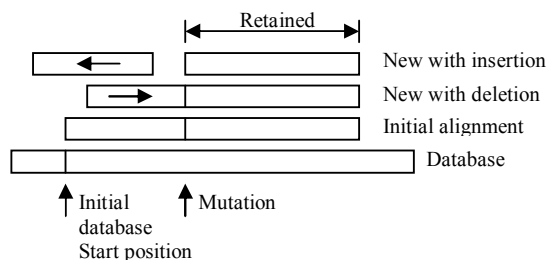 Retained
New with insertion
New with deletion
Initial alignment
Database
Initial
database
Start position
Mutation